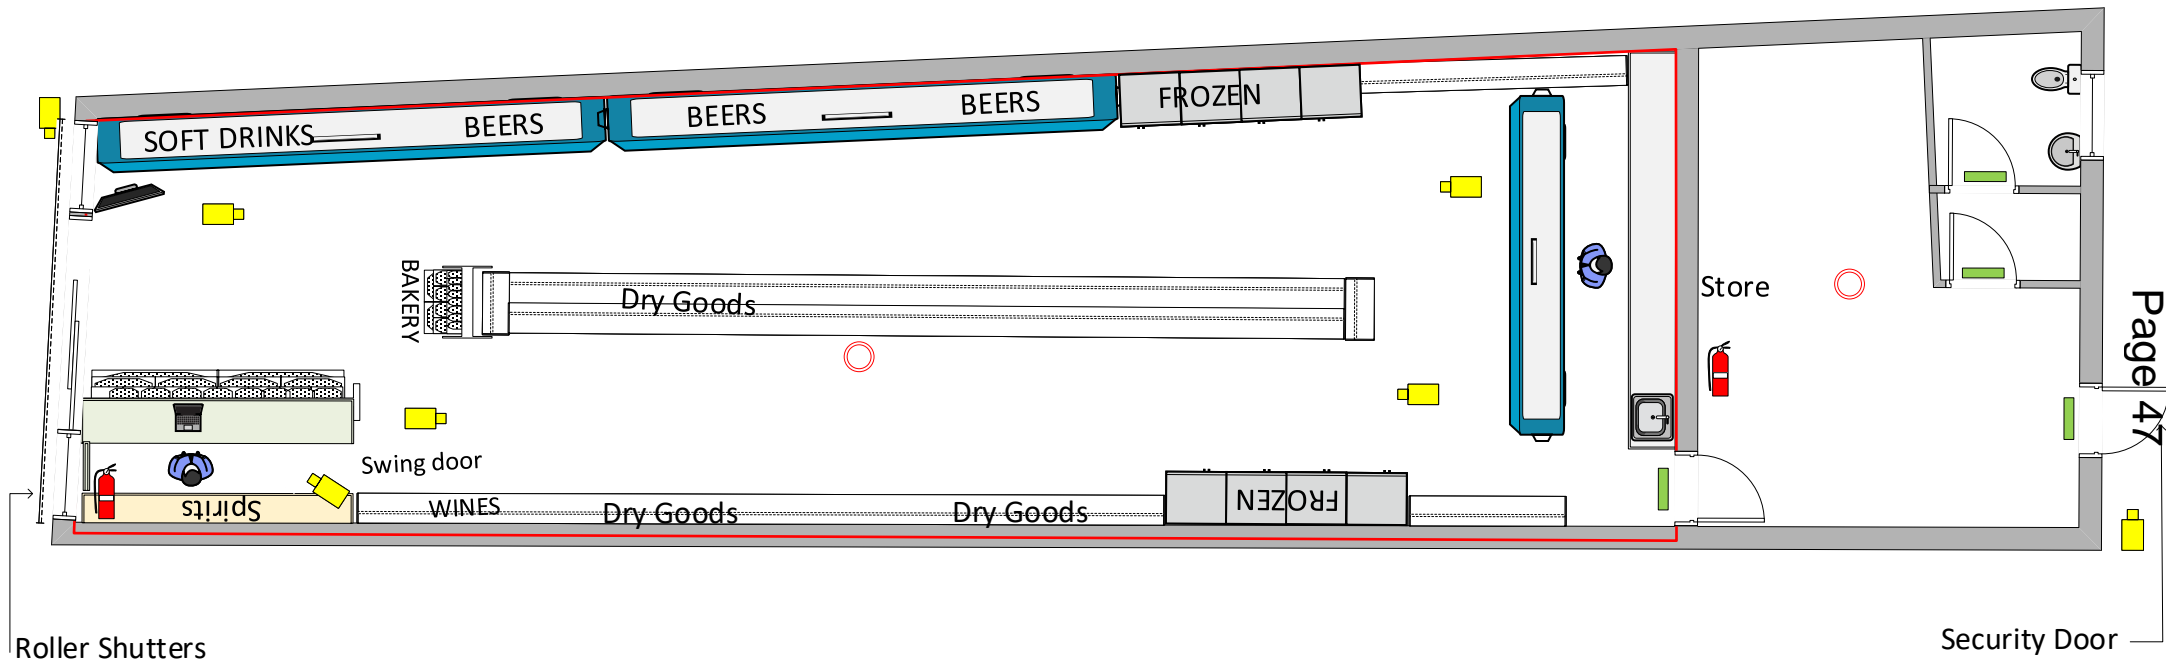 SOFT DRINKS
BEERS
BEERS
BEERS
FROZEN
BAKERY
Dry Goods
Store
Page 47
Swing door
Spirits
WINES
Dry Goods
Dry Goods
FROZEN
Roller Shutters
Security Door